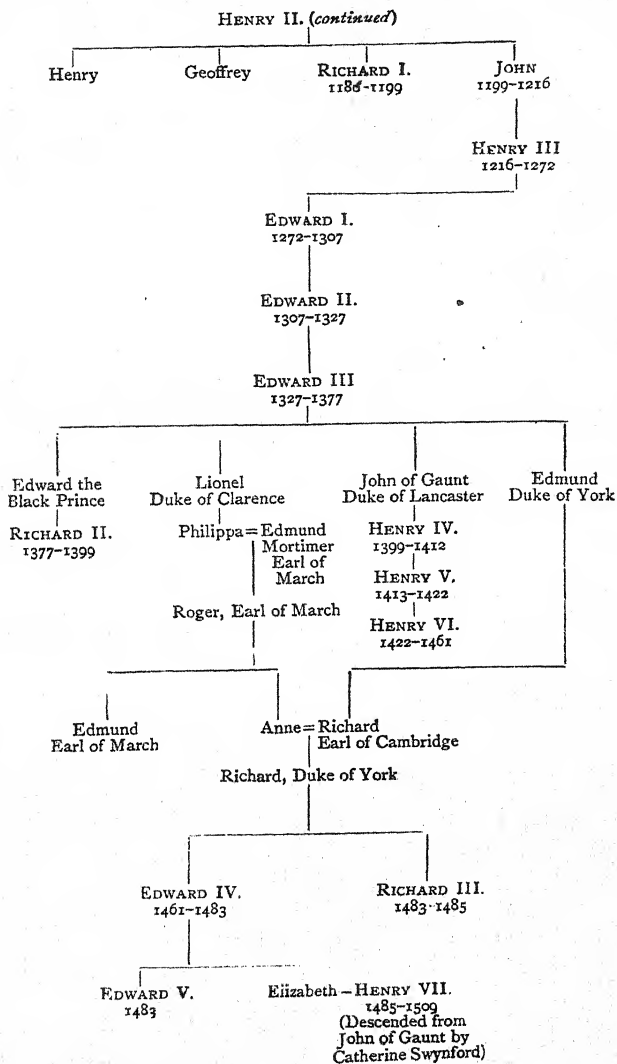 HENRY II. (continued)
Henry
Geoffrey
RICHARD I.
1186-1199
JOHN
1199-1216
HENRY III
1216-1272
EDWARD I.
1272-1307
EDWARD II.
1307-1327
EDWARD III
1327-1377
Edward the
Black Prince
Lionel
Duke of Clarence
John of Gaunt
Duke of Lancaster
Edmund
Duke of York
RICHARD II.
1377-1399
Philippa = Edmund
Mortimer
Earl of
March
HENRY IV.
1399-1412
HENRY V.
1413-1422
Roger, Earl of March
HENRY VI.
1422-1461
Edmund
Earl of March
Anne = Richard
Earl of Cambridge
Richard, Duke of York
EDWARD IV.
1461-1483
RICHARD III.
1483-1485
EDWARD V.
1483
Elizabeth – HENRY VII.
1485-1509
(Descended from
John of Gaunt by
Catherine Swynford)